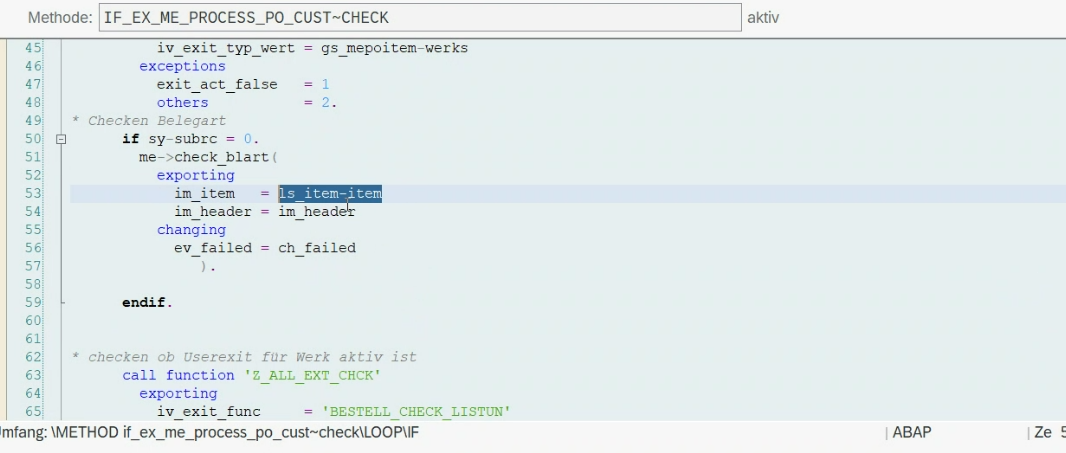 Methode: IF_EX_ME_PROCESS_PO_CUST~CHECK aktiv
45 iv_exit_typ_wert = gs_mepoitem-werks
46 exceptions
47 exit_act_false = 1
48 others = 2.
49 * Checken Belegart
50 if sy-subrc = 0.
51 me->check_blart(
52 exporting
53 im_item = ls_item-item
54 im_header = im_header
55 changing
56 ev_failed = ch_failed
57 ).
58
59 endif.
60
61
62 * checken ob Userexit für Werk aktiv ist
63 call function 'Z_ALL_EXT_CHCK'
64 exporting
65 iv_exit_func = 'BESTELL_CHECK_LISTUN'
mfang: \METHOD if_ex_me_process_po_cust~check\LOOP\IF | ABAP | Ze 5